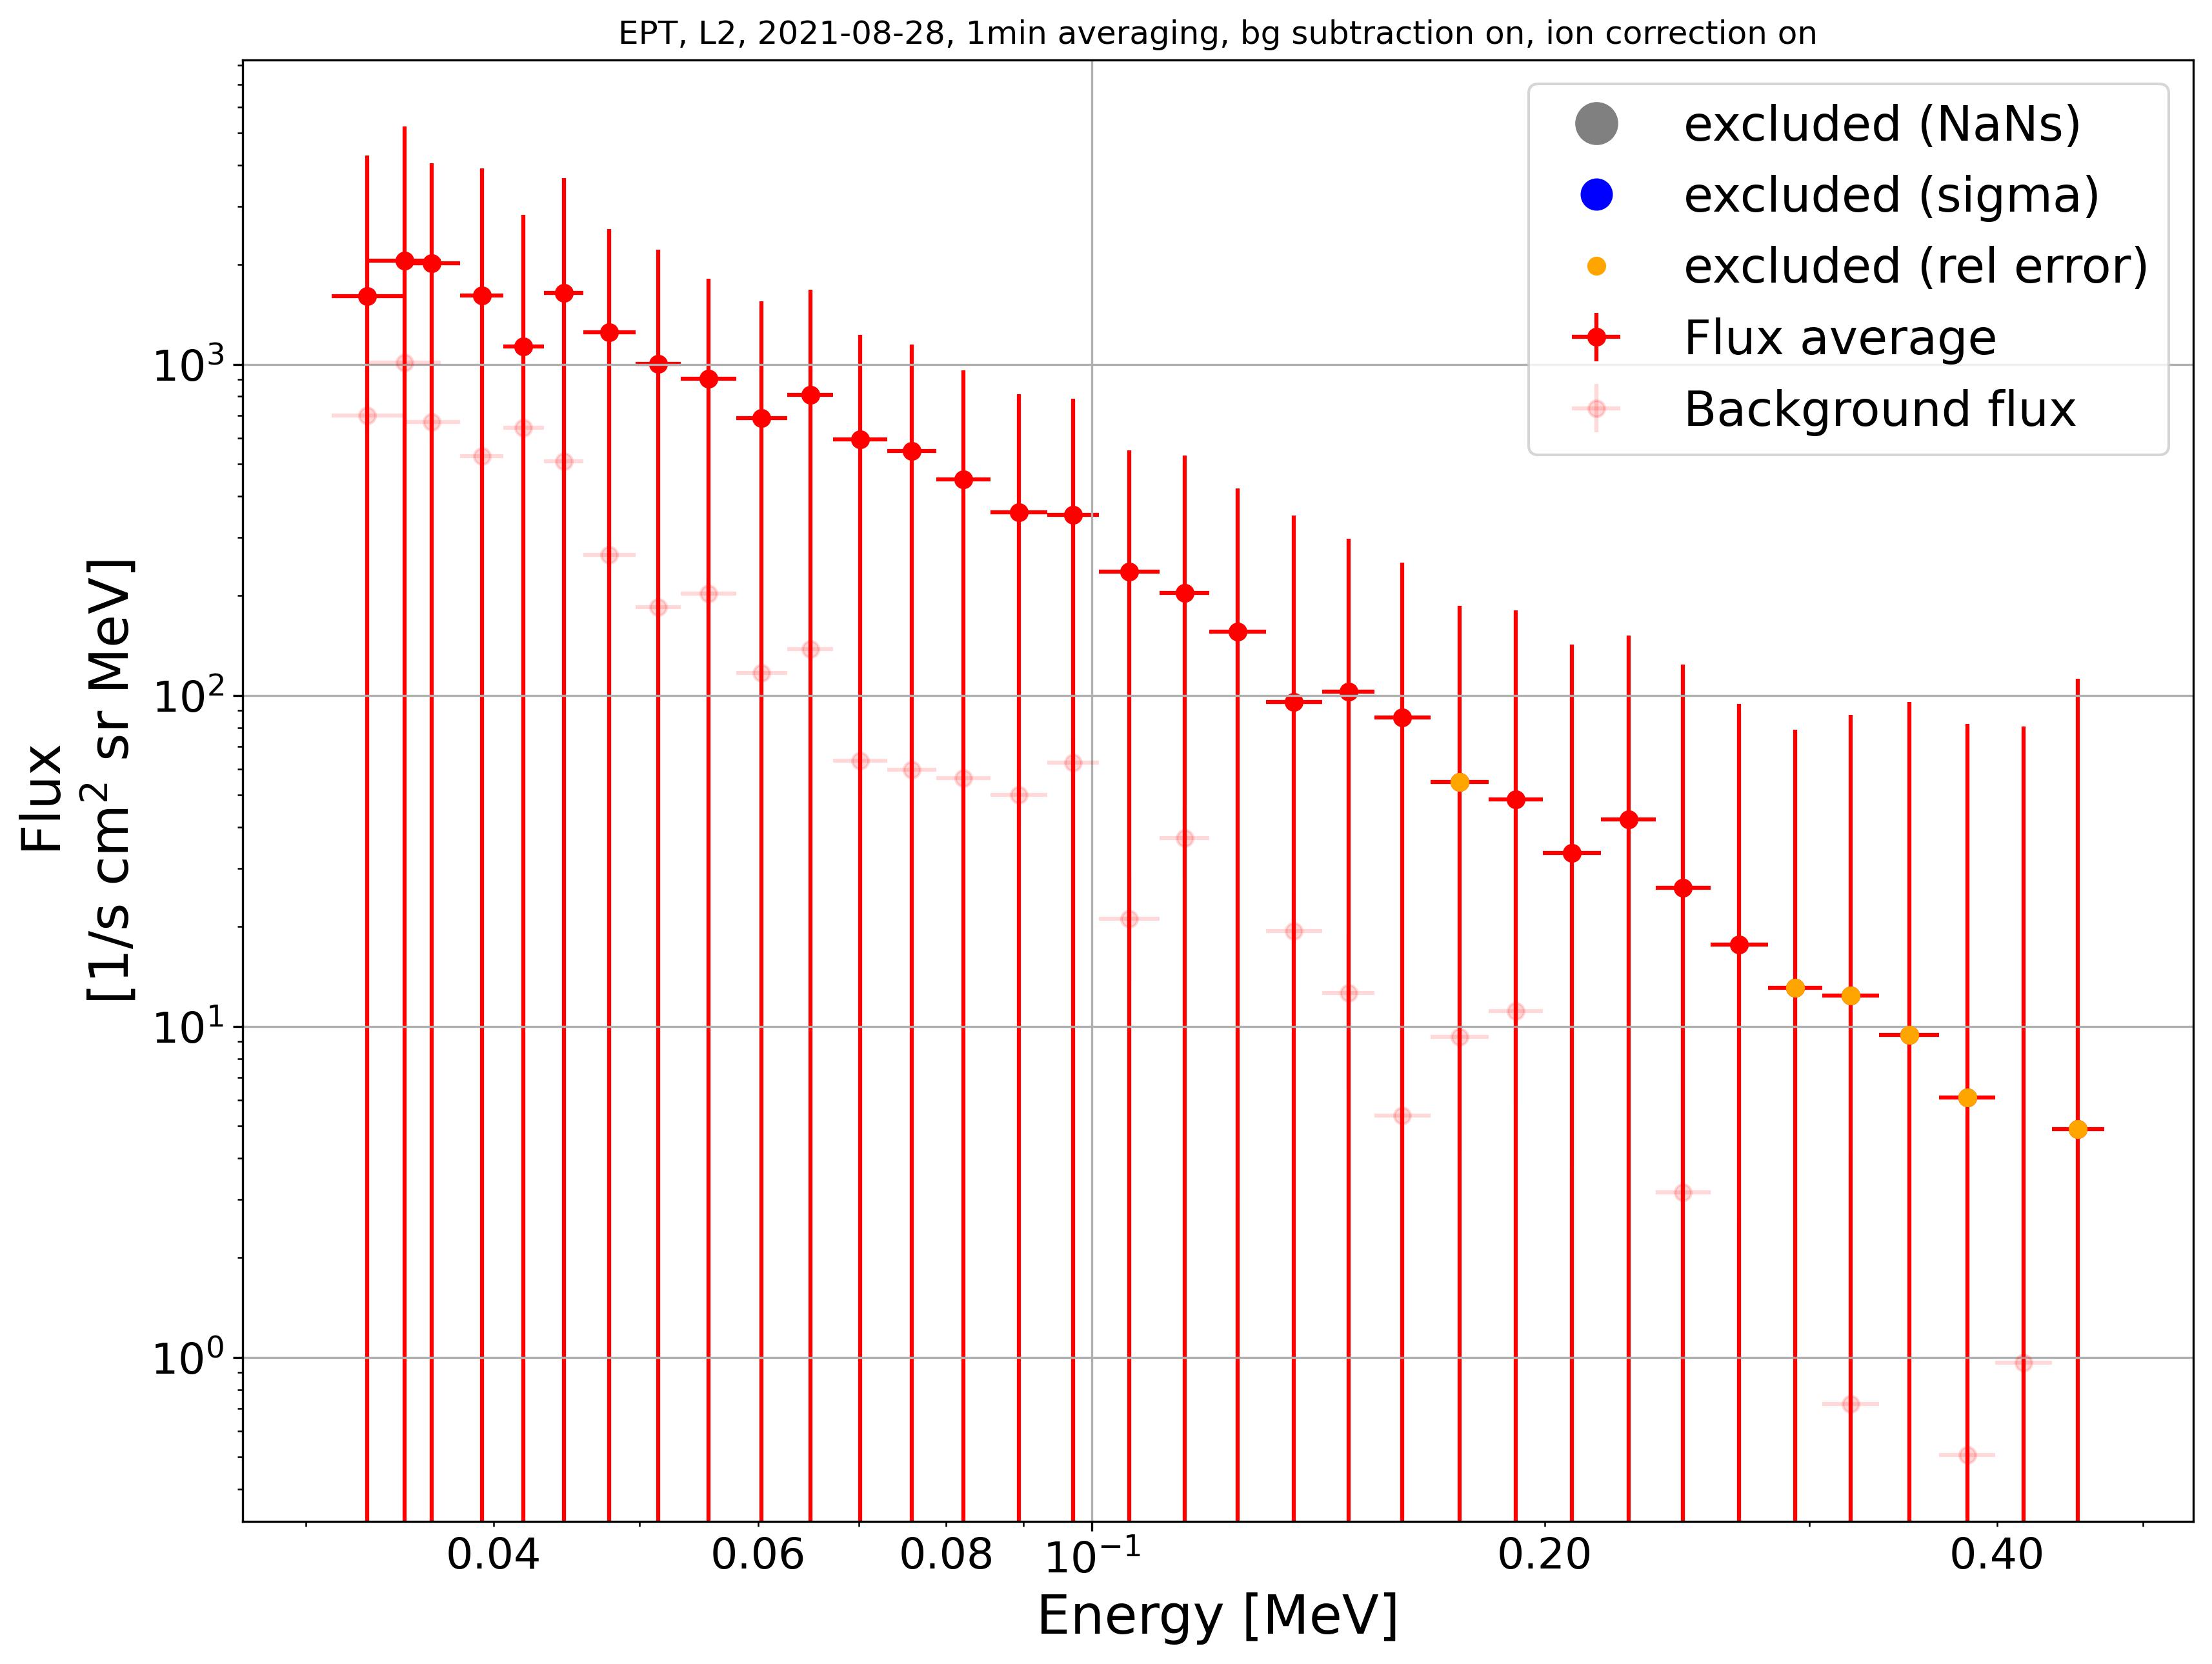 EPT, L2, 2021-08-28, 1min averaging, bg subtraction on, ion correction on
excluded (NaNs)
excluded (sigma)
excluded (rel error)
Flux average
Background flux
Flux
[1/s cm² sr MeV]
10³
10²
10¹
10⁰
0.04
0.06
0.08
10⁻¹
0.20
0.40
Energy [MeV]